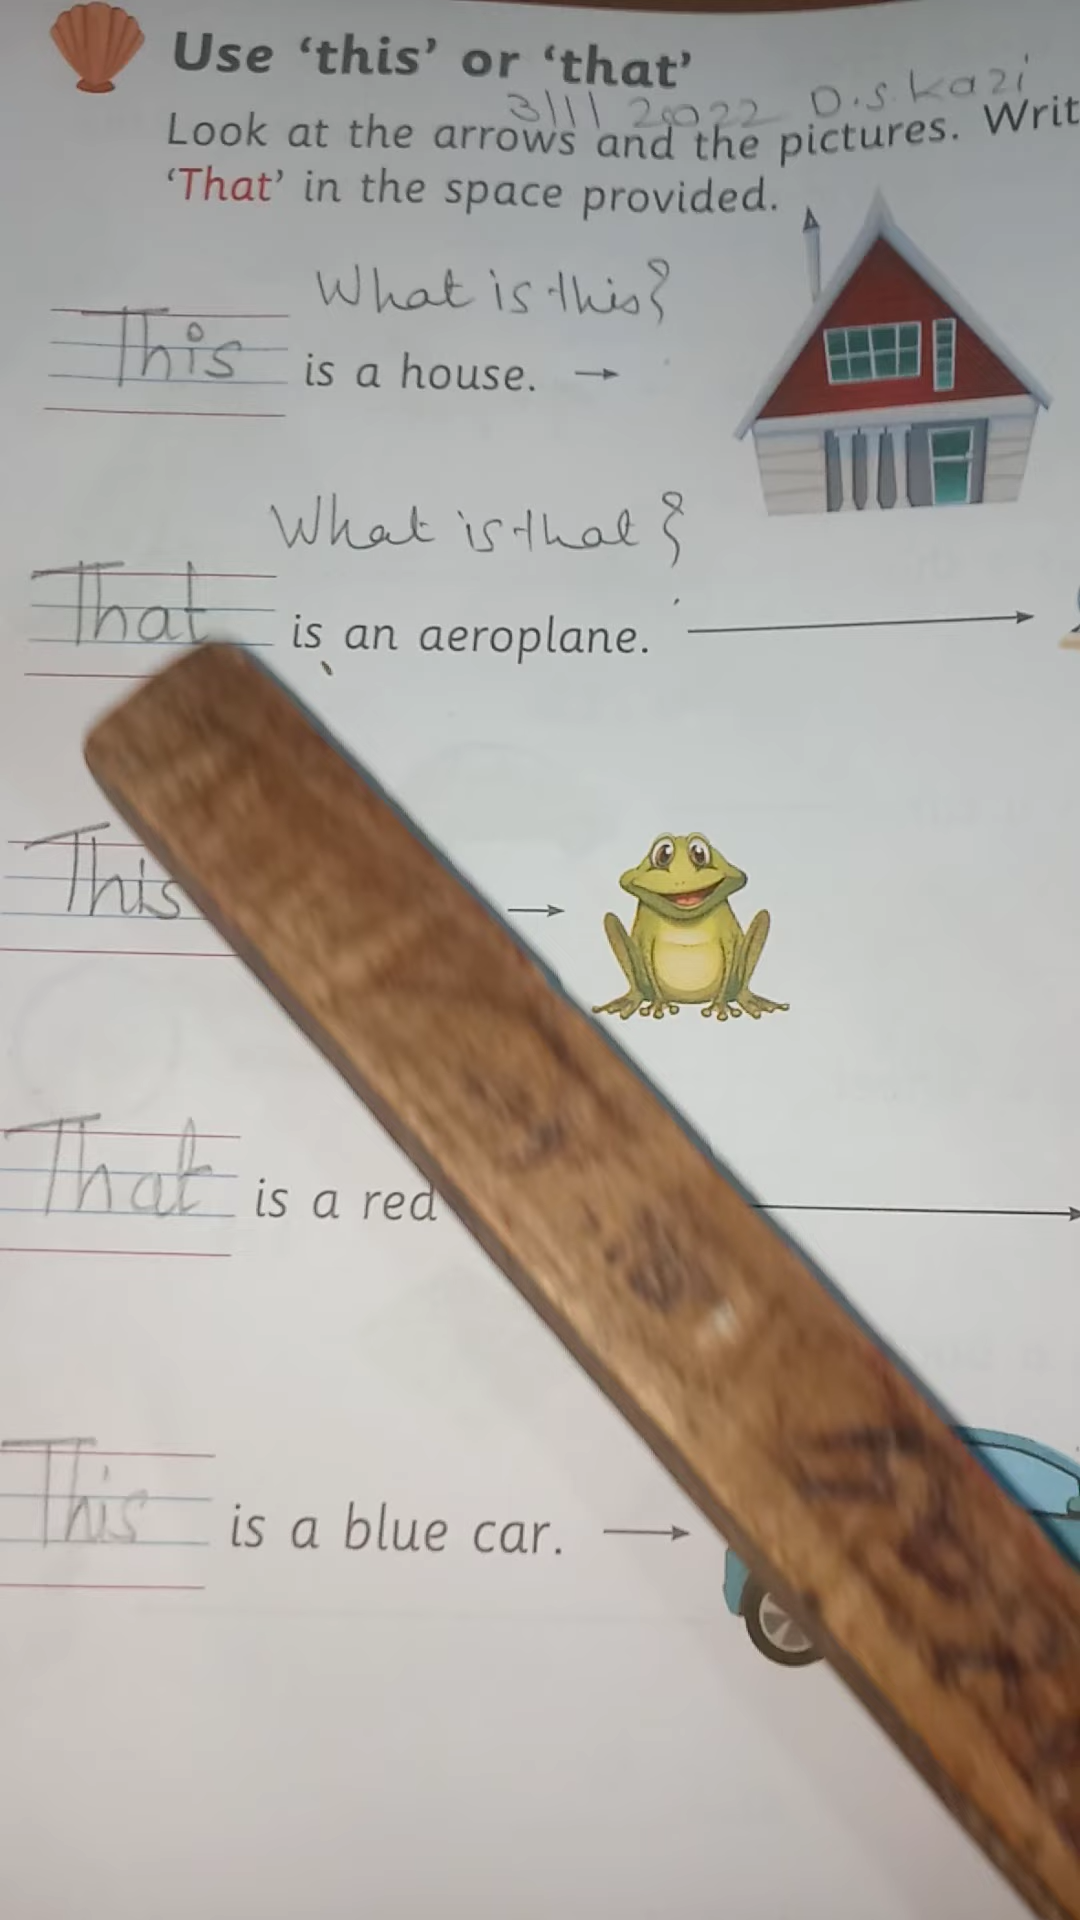 Use ‘this’ or ‘that’
3/11/2022 D.S. Kazi
Look at the arrows and the pictures. Writ
‘That’ in the space provided.
What is this?
This is a house.
What is that?
That is an aeroplane.
This
That is a red
This is a blue car.